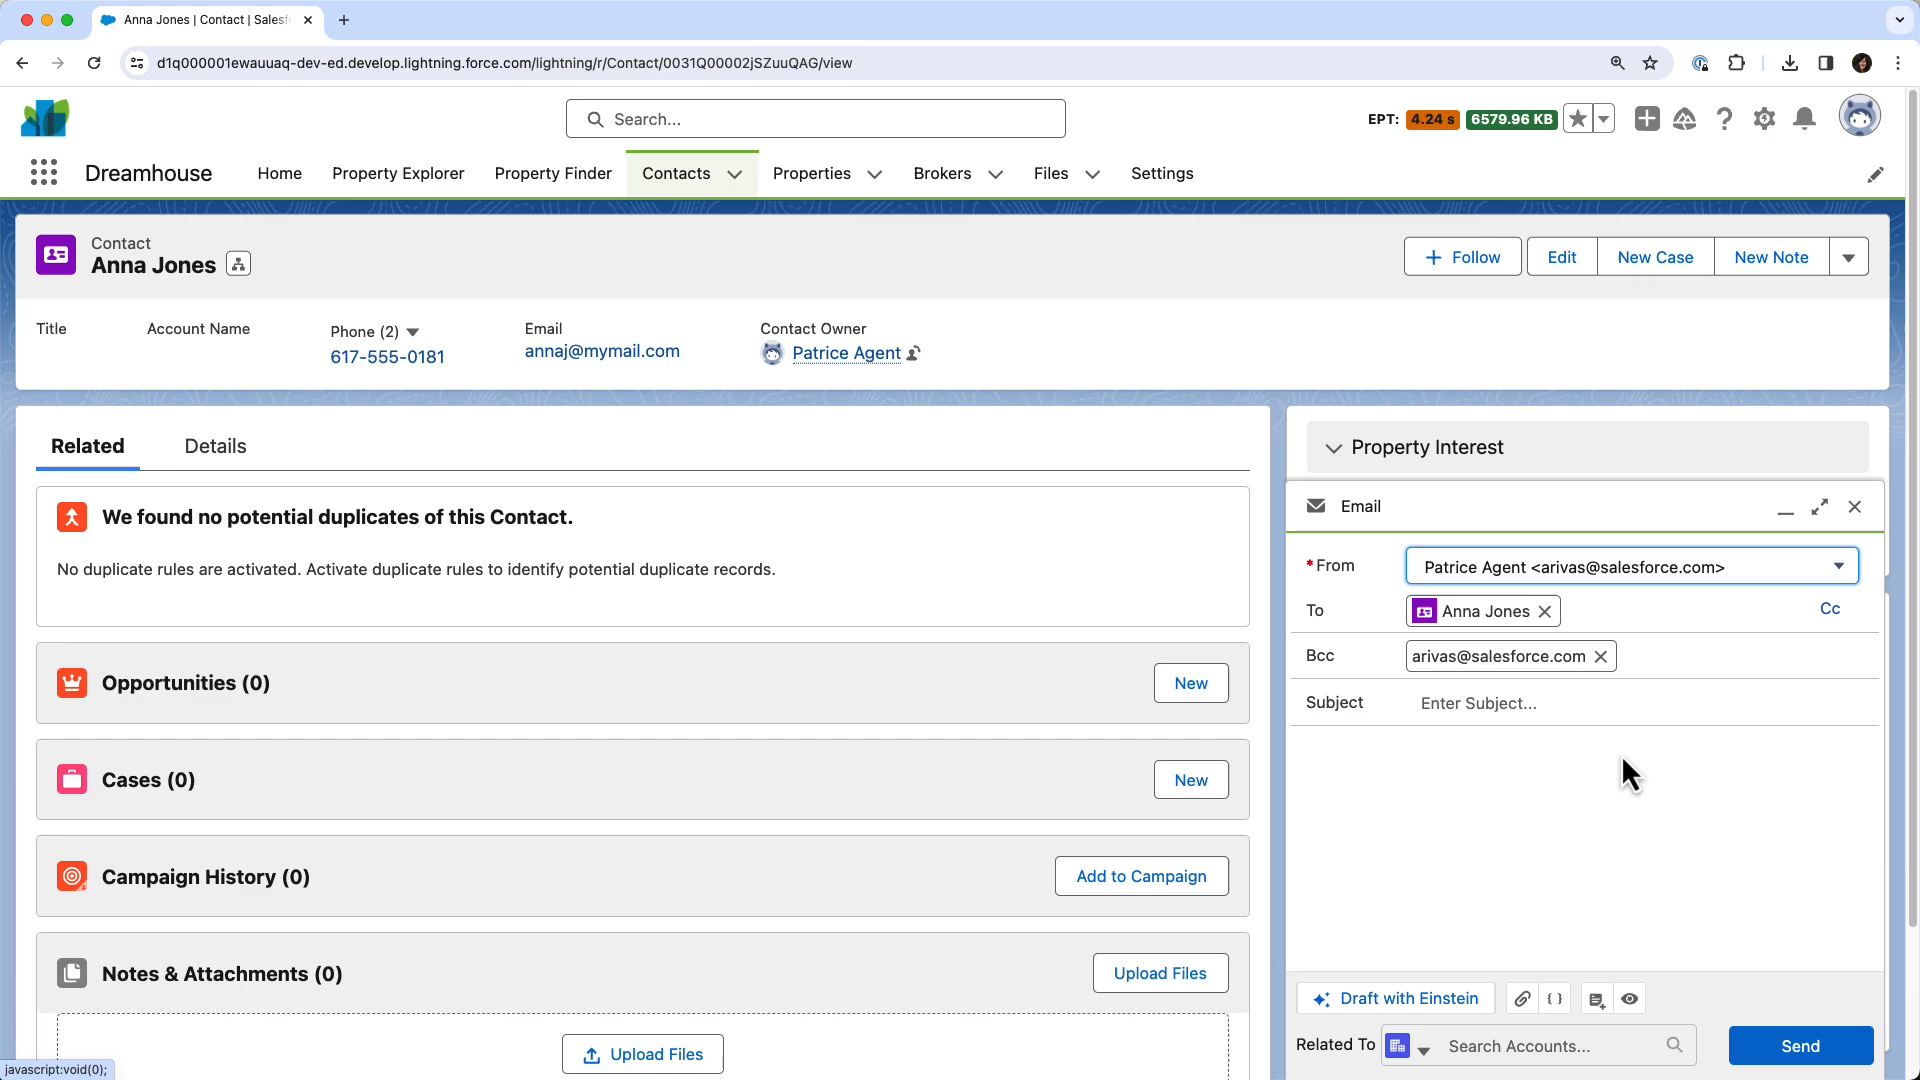 Anna Jones | Contact | Salesf
d1q000001ewauuaq-dev-ed.develop.lightning.force.com/lightning/r/Contact/0031Q00002jSZuuQAG/view
Search...
EPT: 4.24 s 6579.96 KB
Dreamhouse Home Property Explorer Property Finder Contacts Properties Brokers Files Settings
Contact
Anna Jones
Follow Edit New Case New Note
Title Account Name Phone (2) Email Contact Owner
617-555-0181 annaj@mymail.com Patrice Agent
Related Details
We found no potential duplicates of this Contact.
No duplicate rules are activated. Activate duplicate rules to identify potential duplicate records.
Opportunities (0) New
Cases (0) New
Campaign History (0) Add to Campaign
Notes & Attachments (0) Upload Files
Upload Files
Property Interest
Email
*From Patrice Agent <arivas@salesforce.com>
To Anna Jones Cc
Bcc arivas@salesforce.com
Subject Enter Subject...
Draft with Einstein { }
Related To Search Accounts... Send
javascript:void(0);